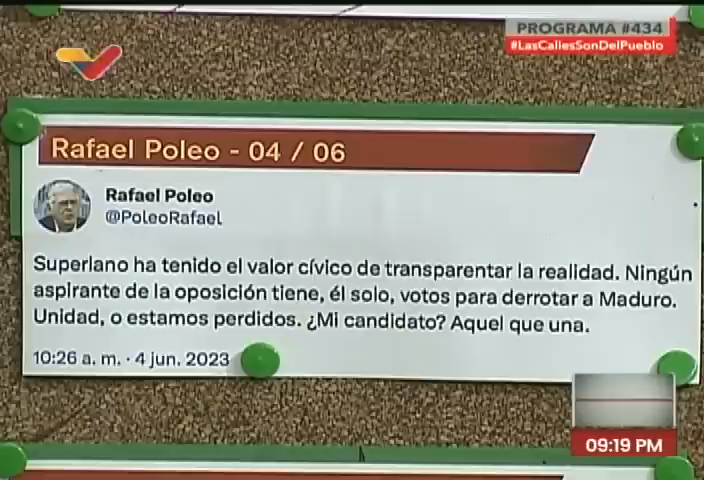 PROGRAMA #434
#LasCallesSonDelPueblo
Rafael Poleo - 04 / 06
Rafael Poleo
@PoleoRafael
Superlano ha tenido el valor cívico de transparentar la realidad. Ningún
aspirante de la oposición tiene, él solo, votos para derrotar a Maduro.
Unidad, o estamos perdidos. ¿Mi candidato? Aquel que una.
10:26 a. m. · 4 jun. 2023
09:19 PM